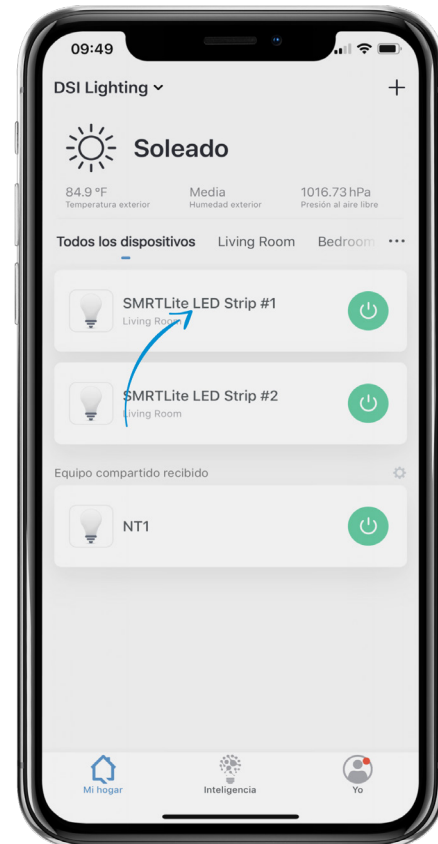 09:49
DSI Lighting
Soleado
84.9 °F Media 1016.73 hPa
Temperatura exterior Humedad exterior Presión al aire libre
Todos los dispositivos Living Room Bedroom
SMRTLite LED Strip #1
Living Room
SMRTLite LED Strip #2
Living Room
Equipo compartido recibido
NT1
Mi hogar Inteligencia Yo